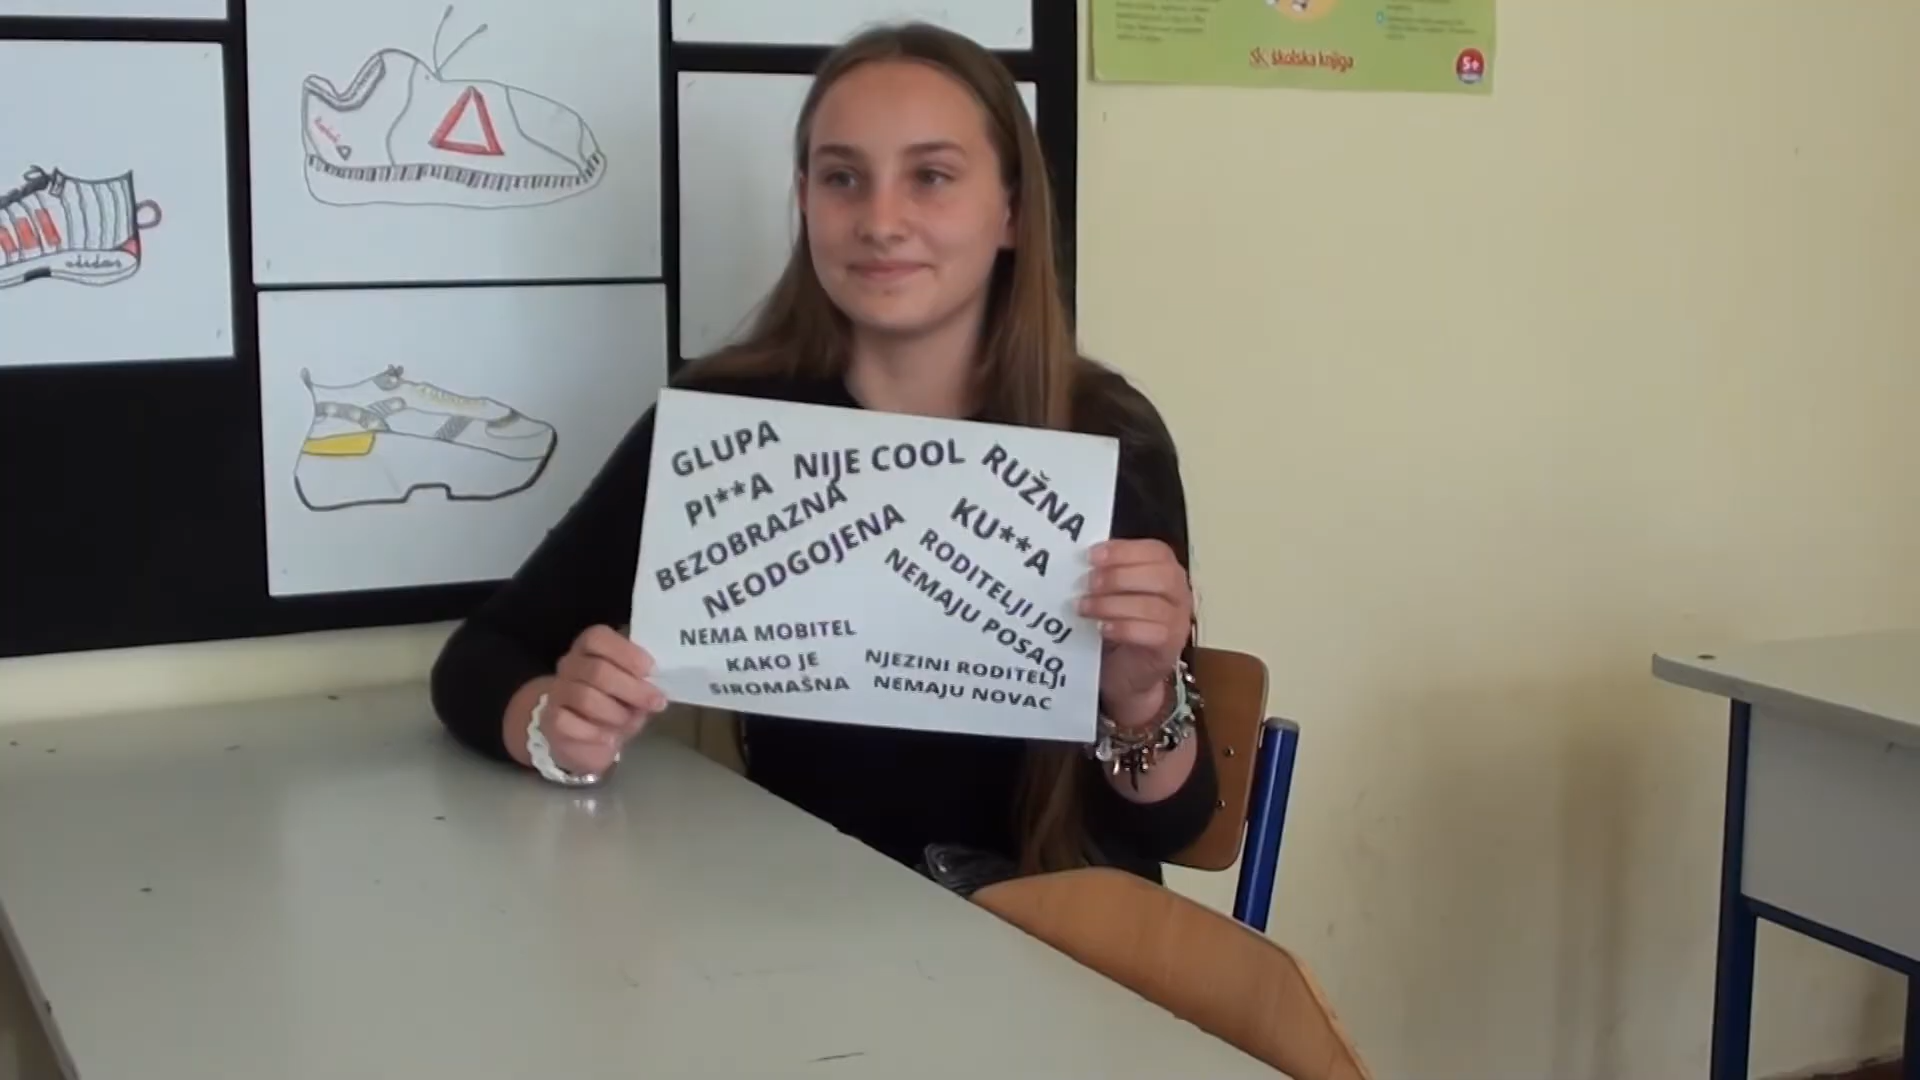 školska knjiga
5+
adidas
GLUPA
NIJE COOL
RUŽNA
PI**A
KU**A
BEZOBRAZNA
NEODGOJENA
RODITELJI JOJ
NEMAJU POSAO
NEMA MOBITEL
KAKO JE
SIROMAŠNA
NJEZINI RODITELJI
NEMAJU NOVAC